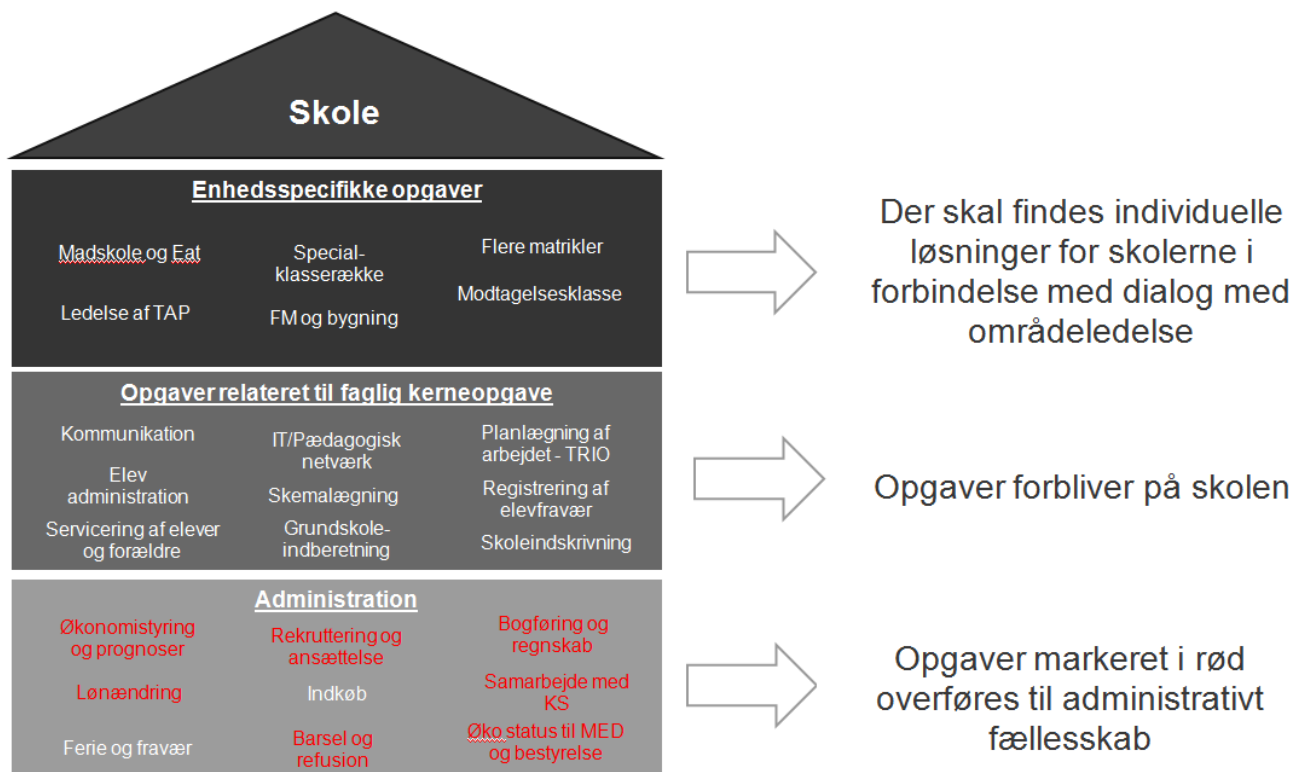 Skole
Enhedsspecifikke opgaver
Madskole og Eat
Special-
klasserække
Flere matrikler
Ledelse af TAP
FM og bygning
Modtagelsesklasse
Der skal findes individuelle
løsninger for skolerne i
forbindelse med dialog med
områdeledelse
Opgaver relateret til faglig kerneopgave
Kommunikation
IT/Pædagogisk
netværk
Planlægning af
arbejdet - TRIO
Elev
administration
Skemalægning
Registrering af
elevfravær
Servicering af elever
og forældre
Grundskole-
indberetning
Skoleindskrivning
Opgaver forbliver på skolen
Administration
Økonomistyring
og prognoser
Rekruttering og
ansættelse
Bogføring og
regnskab
Lønændring
Indkøb
Samarbejde med
KS
Ferie og fravær
Barsel og
refusion
Øko status til MED
og bestyrelse
Opgaver markeret i rød
overføres til administrativt
fællesskab